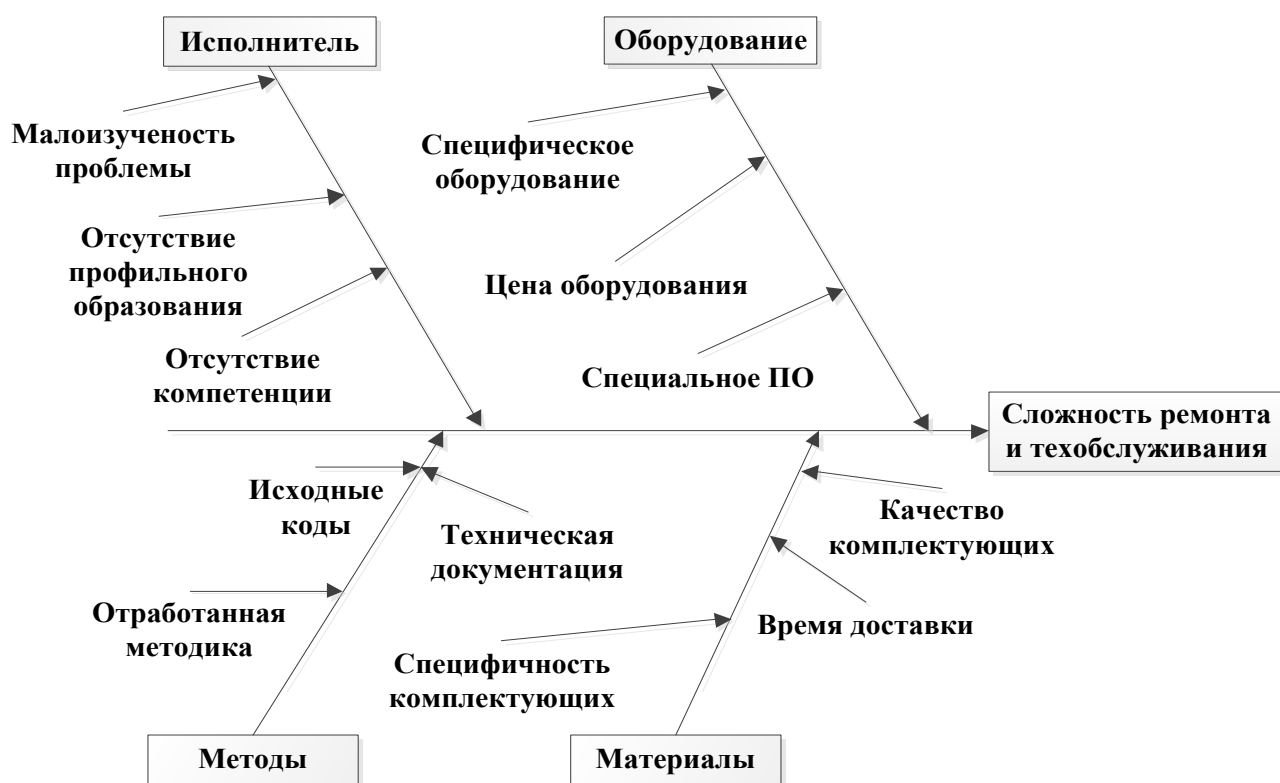 Исполнитель
Оборудование
Малоизученость
проблемы
Специфическое
оборудование
Отсутствие
профильного
образования
Цена оборудования
Отсутствие
компетенции
Специальное ПО
Сложность ремонта
и техобслуживания
Исходные
коды
Техническая
документация
Качество
комплектующих
Отработанная
методика
Время доставки
Специфичность
комплектующих
Методы
Материалы